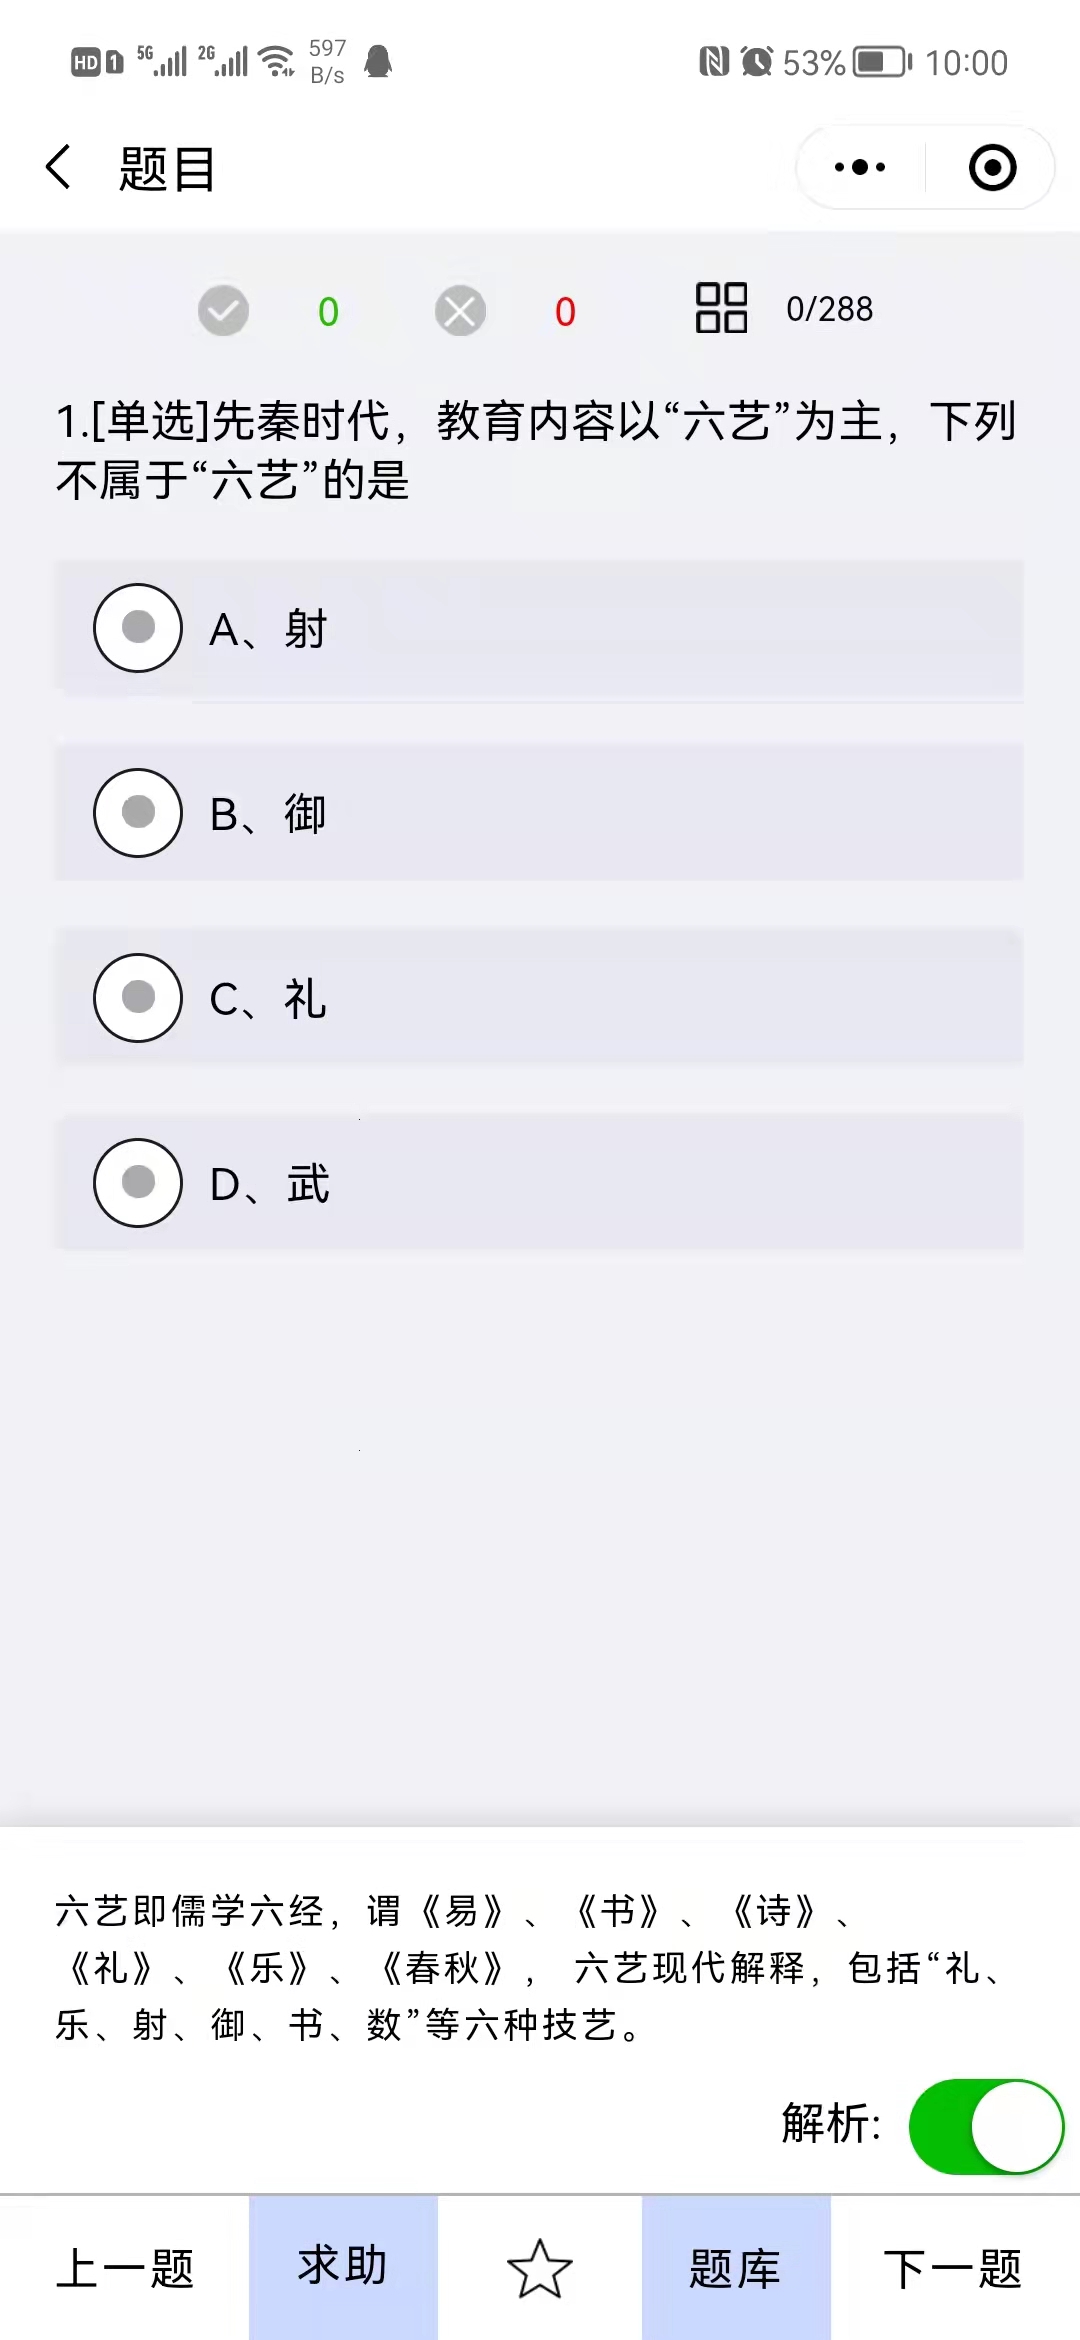 HD 1 5G 2G 597 B/s 53% 10:00
题目
0 0 0/288
1.[单选]先秦时代，教育内容以“六艺”为主，下列
不属于“六艺”的是
A、射
B、御
C、礼
D、武
六艺即儒学六经，谓《易》、《书》、《诗》、
《礼》、《乐》、《春秋》，六艺现代解释，包括“礼、
乐、射、御、书、数”等六种技艺。
解析:
上一题 求助 题库 下一题